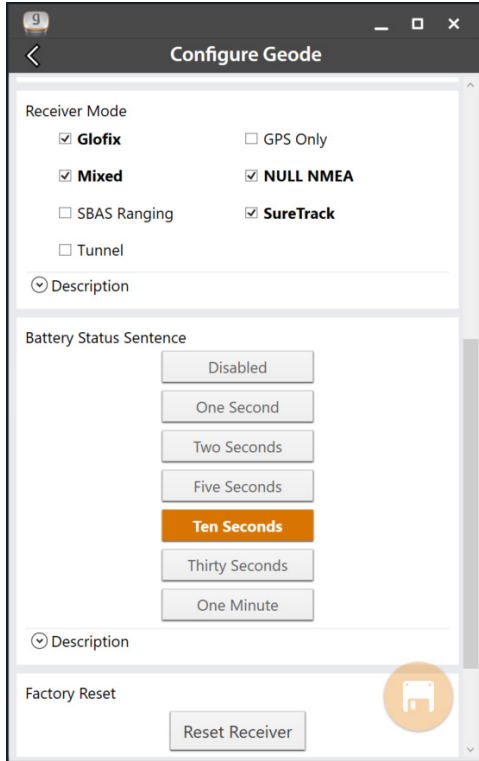 g
Configure Geode
Receiver Mode
Glofix GPS Only
Mixed NULL NMEA
SBAS Ranging SureTrack
Tunnel
Description
Battery Status Sentence
Disabled
One Second
Two Seconds
Five Seconds
Ten Seconds
Thirty Seconds
One Minute
Description
Factory Reset
Reset Receiver